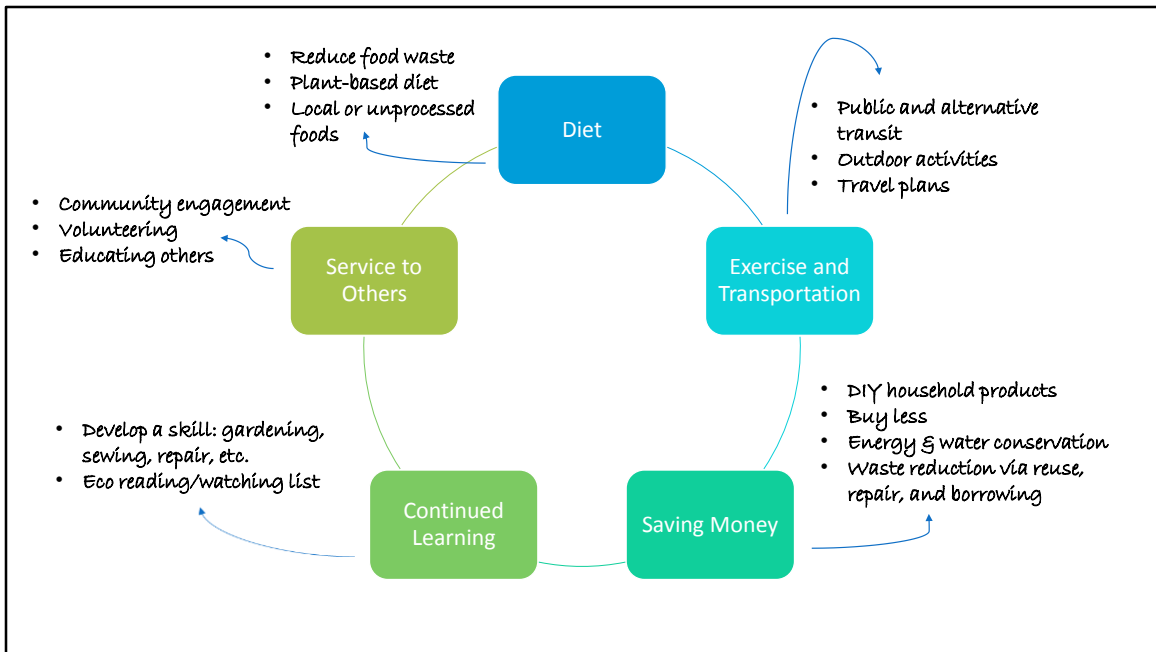 • Reduce food waste
• Plant-based diet
• Local or unprocessed
foods
Diet
• Public and alternative
transit
• Outdoor activities
• Travel plans
• Community engagement
• Volunteering
• Educating others
Service to
Others
Exercise and
Transportation
• DIY household products
• Buy less
• Energy & water conservation
• Waste reduction via reuse,
repair, and borrowing
• Develop a skill: gardening,
sewing, repair, etc.
• Eco reading/watching list
Continued
Learning
Saving Money